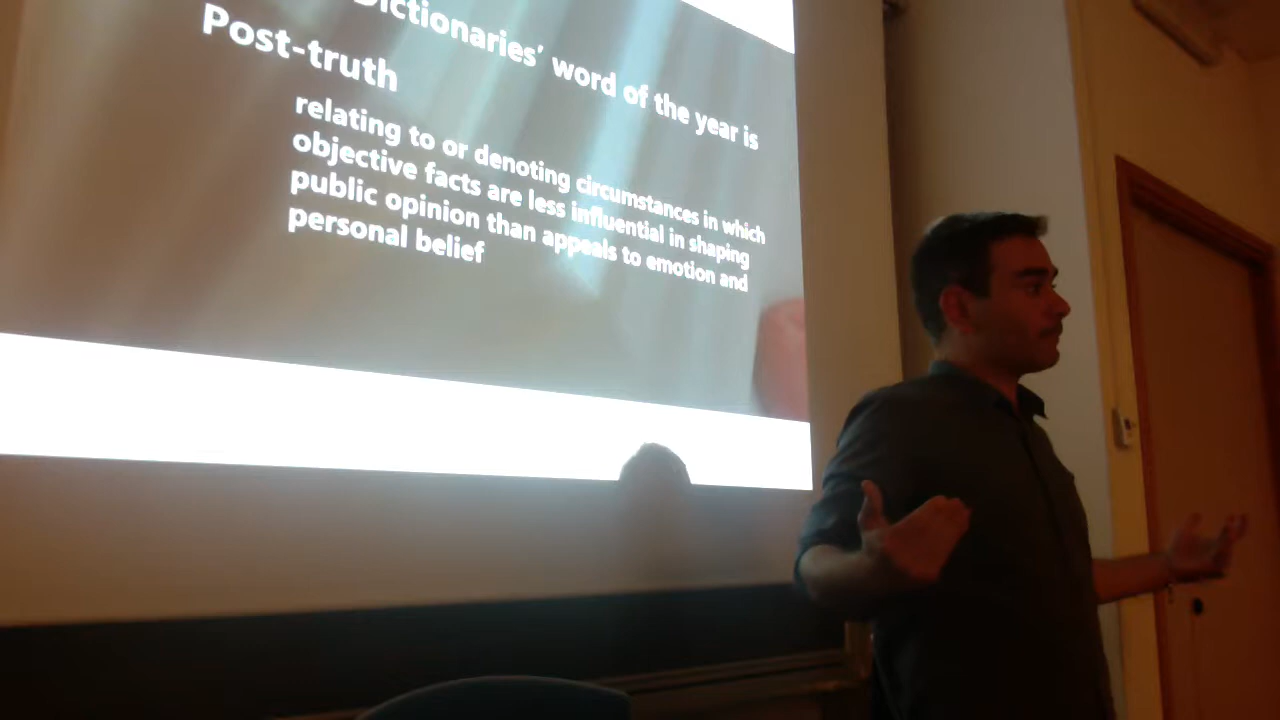 Dictionaries' word of the year is
Post-truth
relating to or denoting circumstances in which
objective facts are less influential in shaping
public opinion than appeals to emotion and
personal belief